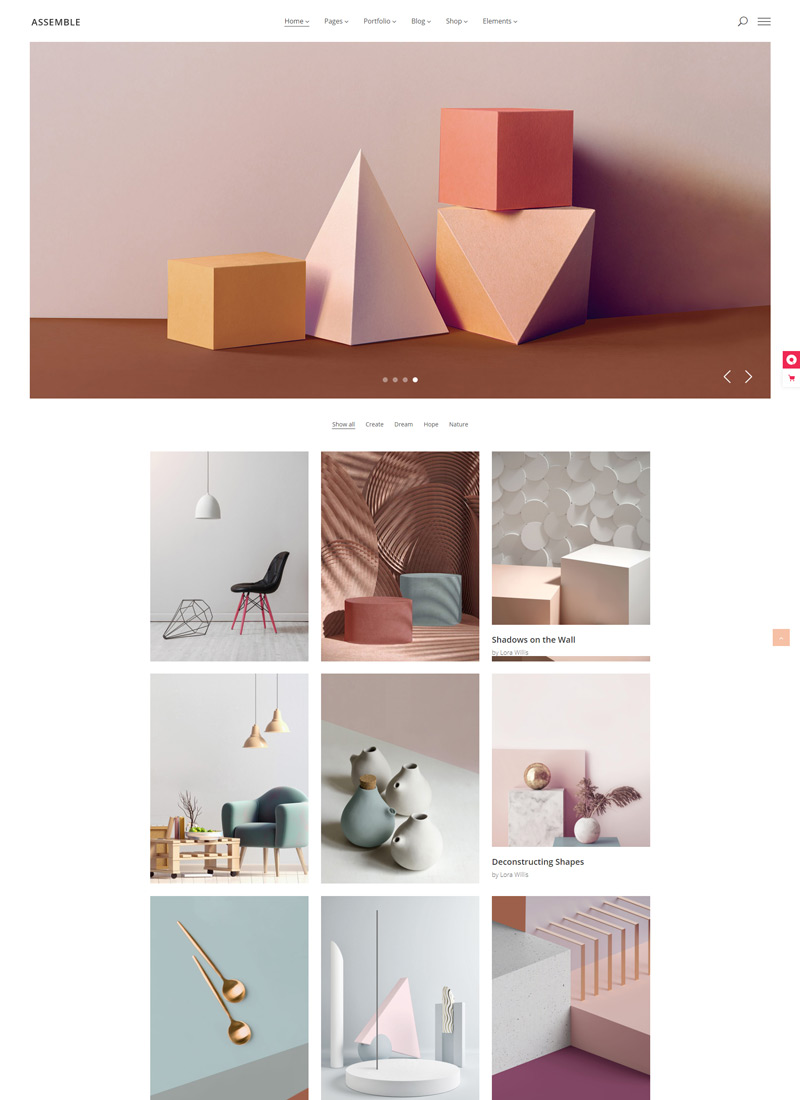 ASSEMBLE
Home Pages Portfolio Blog Shop Elements
Show all Create Dream Hope Nature
Shadows on the Wall
by Lora Willis
Deconstructing Shapes
by Lora Willis